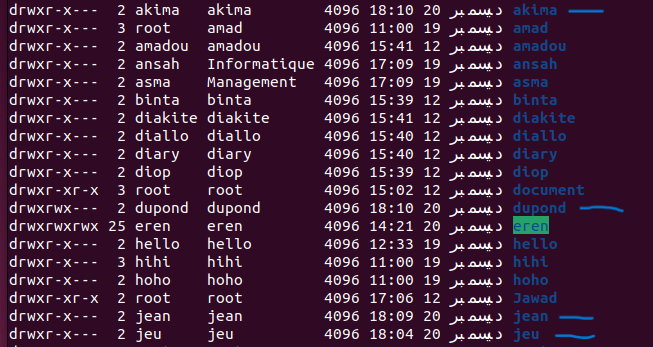 drwxr-x--- 2 akima akima 4096 ديسمبر 20 18:10 akima
drwxr-x--- 3 root amad 4096 ديسمبر 19 11:00 amad
drwxr-x--- 2 amadou amadou 4096 ديسمبر 12 15:41 amadou
drwxr-x--- 2 ansah Informatique 4096 ديسمبر 19 17:09 ansah
drwxr-x--- 2 asma Management 4096 ديسمبر 19 17:09 asma
drwxr-x--- 2 binta binta 4096 ديسمبر 12 15:39 binta
drwxr-x--- 2 diakite diakite 4096 ديسمبر 12 15:41 diakite
drwxr-x--- 2 diallo diallo 4096 ديسمبر 12 15:40 diallo
drwxr-x--- 2 diary diary 4096 ديسمبر 12 15:40 diary
drwxr-x--- 2 diop diop 4096 ديسمبر 12 15:39 diop
drwxr-xr-x 3 root root 4096 ديسمبر 12 15:02 document
drwxrwx--- 2 dupond dupond 4096 ديسمبر 20 18:10 dupond
drwxrwxrwx 25 eren eren 4096 ديسمبر 20 14:21 eren
drwxr-x--- 2 hello hello 4096 ديسمبر 19 12:33 hello
drwxr-x--- 3 hihi hihi 4096 ديسمبر 19 11:00 hihi
drwxr-x--- 2 hoho hoho 4096 ديسمبر 19 11:00 hoho
drwxr-xr-x 2 root root 4096 ديسمبر 12 17:06 Jawad
drwxr-x--- 2 jean jean 4096 ديسمبر 20 18:09 jean
drwxr-x--- 2 jeu jeu 4096 ديسمبر 20 18:04 jeu